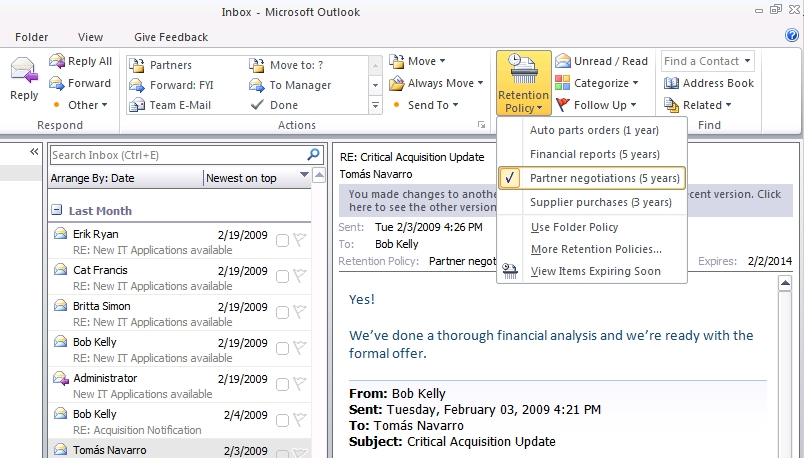 Inbox - Microsoft Outlook
Folder View Give Feedback
Reply
Reply All
Forward
Other
Respond
Partners
Forward: FYI
Team E-Mail
Move to: ?
To Manager
Done
Move
Always Move
Send To
Actions
Retention
Policy
Unread / Read
Categorize
Follow Up
Find a Contact
Address Book
Related
Find
Auto parts orders (1 year)
Financial reports (5 years)
Partner negotiations (5 years)
Supplier purchases (3 years)
Use Folder Policy
More Retention Policies...
View Items Expiring Soon
Search Inbox (Ctrl+E)
Arrange By: Date Newest on top
Last Month
Erik Ryan 2/19/2009
RE: New IT Applications available
Cat Francis 2/19/2009
RE: New IT Applications available
Britta Simon 2/19/2009
RE: New IT Applications available
Bob Kelly 2/19/2009
RE: New IT Applications available
Administrator 2/19/2009
New IT Applications available
Bob Kelly 2/4/2009
RE: Acquisition Notification
Tomás Navarro 2/3/2009
RE: Critical Acquisition Update
Tomás Navarro
You made changes to anothe cent version. Click
here to see the other version
Sent: Tue 2/3/2009 4:26 PM
To: Bob Kelly
Retention Policy: Partner negot Expires: 2/2/2014
Yes!
We've done a thorough financial analysis and we're ready with the
formal offer.
From: Bob Kelly
Sent: Tuesday, February 03, 2009 4:21 PM
To: Tomás Navarro
Subject: Critical Acquisition Update